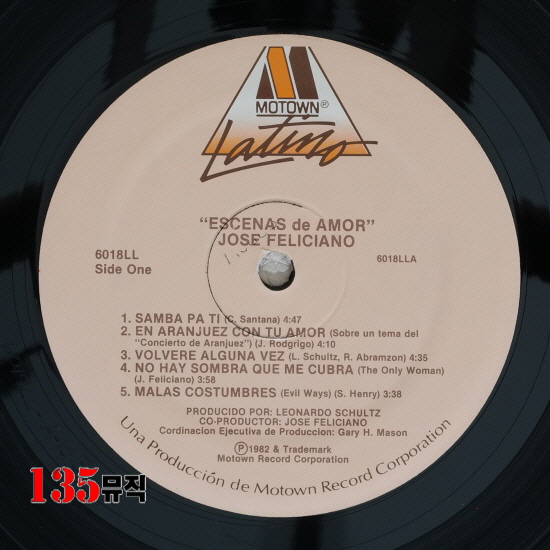 MOTOWN®
Latino
"ESCENAS de AMOR"
JOSE FELICIANO
6018LL
Side One
6018LLA
1. SAMBA PA TI (C. Santana) 4:47
2. EN ARANJUEZ CON TU AMOR (Sobre un tema del
"Concierto de Aranjuez") (J. Rodgrigo) 4:10
3. VOLVERE ALGUNA VEZ (L. Schultz, R. Abramzon) 4:35
4. NO HAY SOMBRA QUE ME CUBRA (The Only Woman)
(J. Feliciano) 3:58
5. MALAS COSTUMBRES (Evil Ways) (S. Henry) 3:38
PRODUCIDO POR: LEONARDO SCHULTZ
CO-PRODUCTOR: JOSE FELICIANO
Cordinacion Ejecutiva de Produccion: Gary H. Mason
Ⓟ1982 & Trademark
Motown Record Corporation
Una Producción de Motown Record Corporation
135뮤직